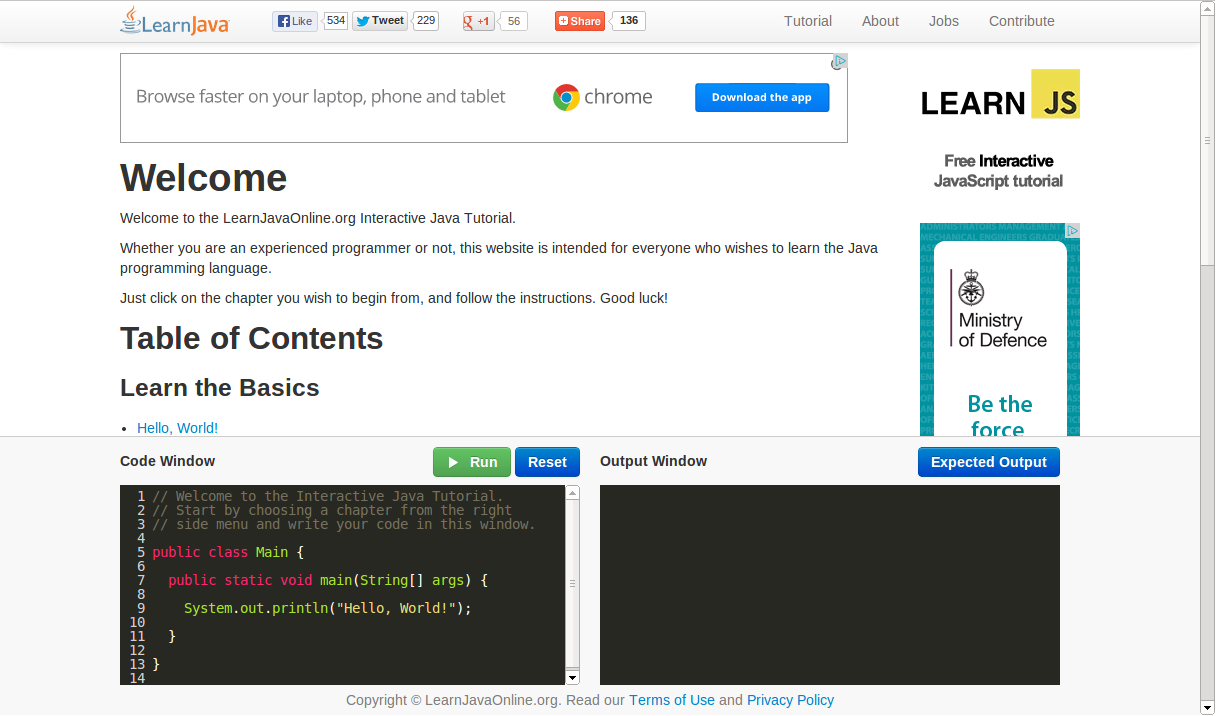 LearnJava
Like 534 Tweet 229 +1 56 Share 136
Tutorial About Jobs Contribute
Browse faster on your laptop, phone and tablet chrome Download the app
LEARN JS
Free Interactive
JavaScript tutorial
Welcome
Welcome to the LearnJavaOnline.org Interactive Java Tutorial.
Whether you are an experienced programmer or not, this website is intended for everyone who wishes to learn the Java
programming language.
Just click on the chapter you wish to begin from, and follow the instructions. Good luck!
Table of Contents
Learn the Basics
• Hello, World!
ADMINISTRATORS MANAGEMENT
MECHANICAL ENGINEERS
Ministry
of Defence
Be the
force
Code Window Run Reset
1 // Welcome to the Interactive Java Tutorial.
2 // Start by choosing a chapter from the right
3 // side menu and write your code in this window.
4
5 public class Main {
6
7 public static void main(String[] args) {
8
9 System.out.println("Hello, World!");
10
11 }
12
13 }
14
Output Window Expected Output
Copyright © LearnJavaOnline.org. Read our Terms of Use and Privacy Policy